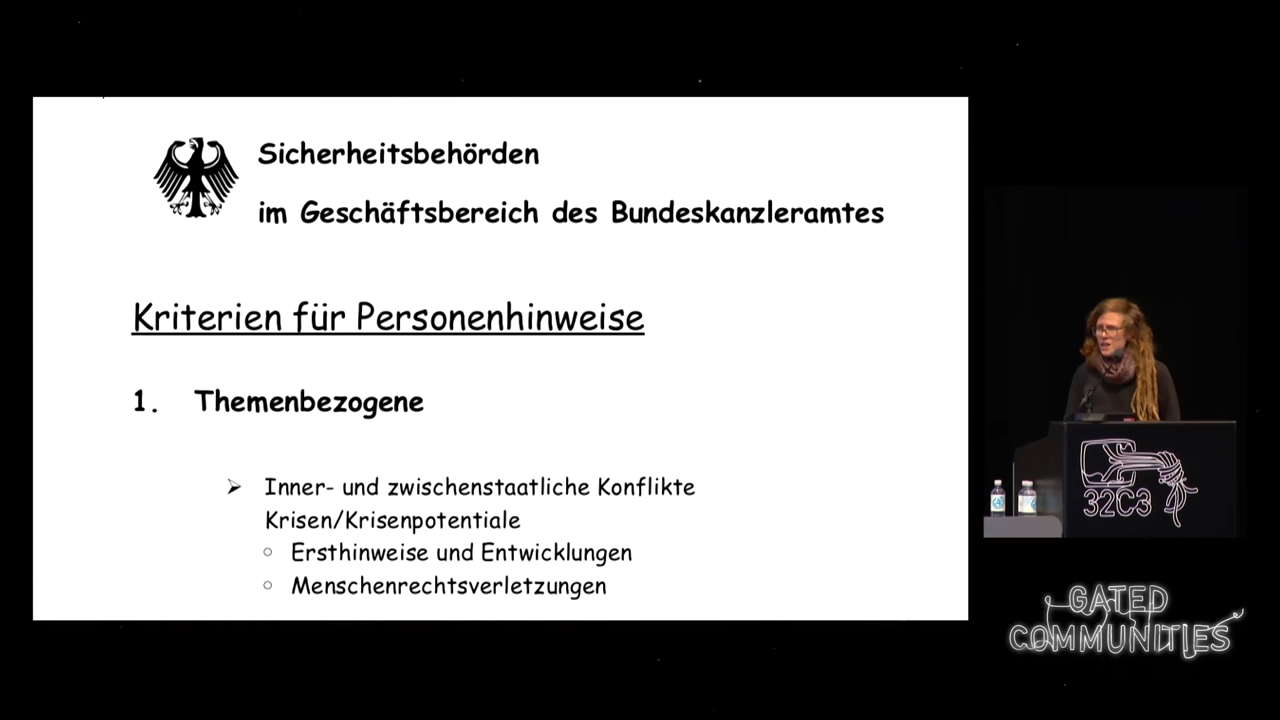 Sicherheitsbehörden
im Geschäftsbereich des Bundeskanzleramtes
Kriterien für Personenhinweise
1. Themenbezogene
➢ Inner- und zwischenstaatliche Konflikte
Krisen/Krisenpotentiale
○ Ersthinweise und Entwicklungen
○ Menschenrechtsverletzungen
32C3
GATED
COMMUNITIES